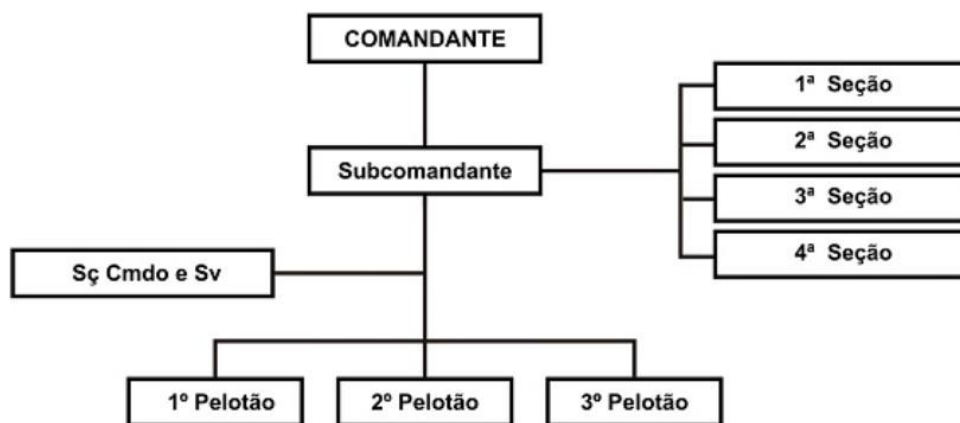 COMANDANTE
1ª Seção
2ª Seção
Subcomandante
3ª Seção
4ª Seção
Sç Cmdo e Sv
1º Pelotão
2º Pelotão
3º Pelotão